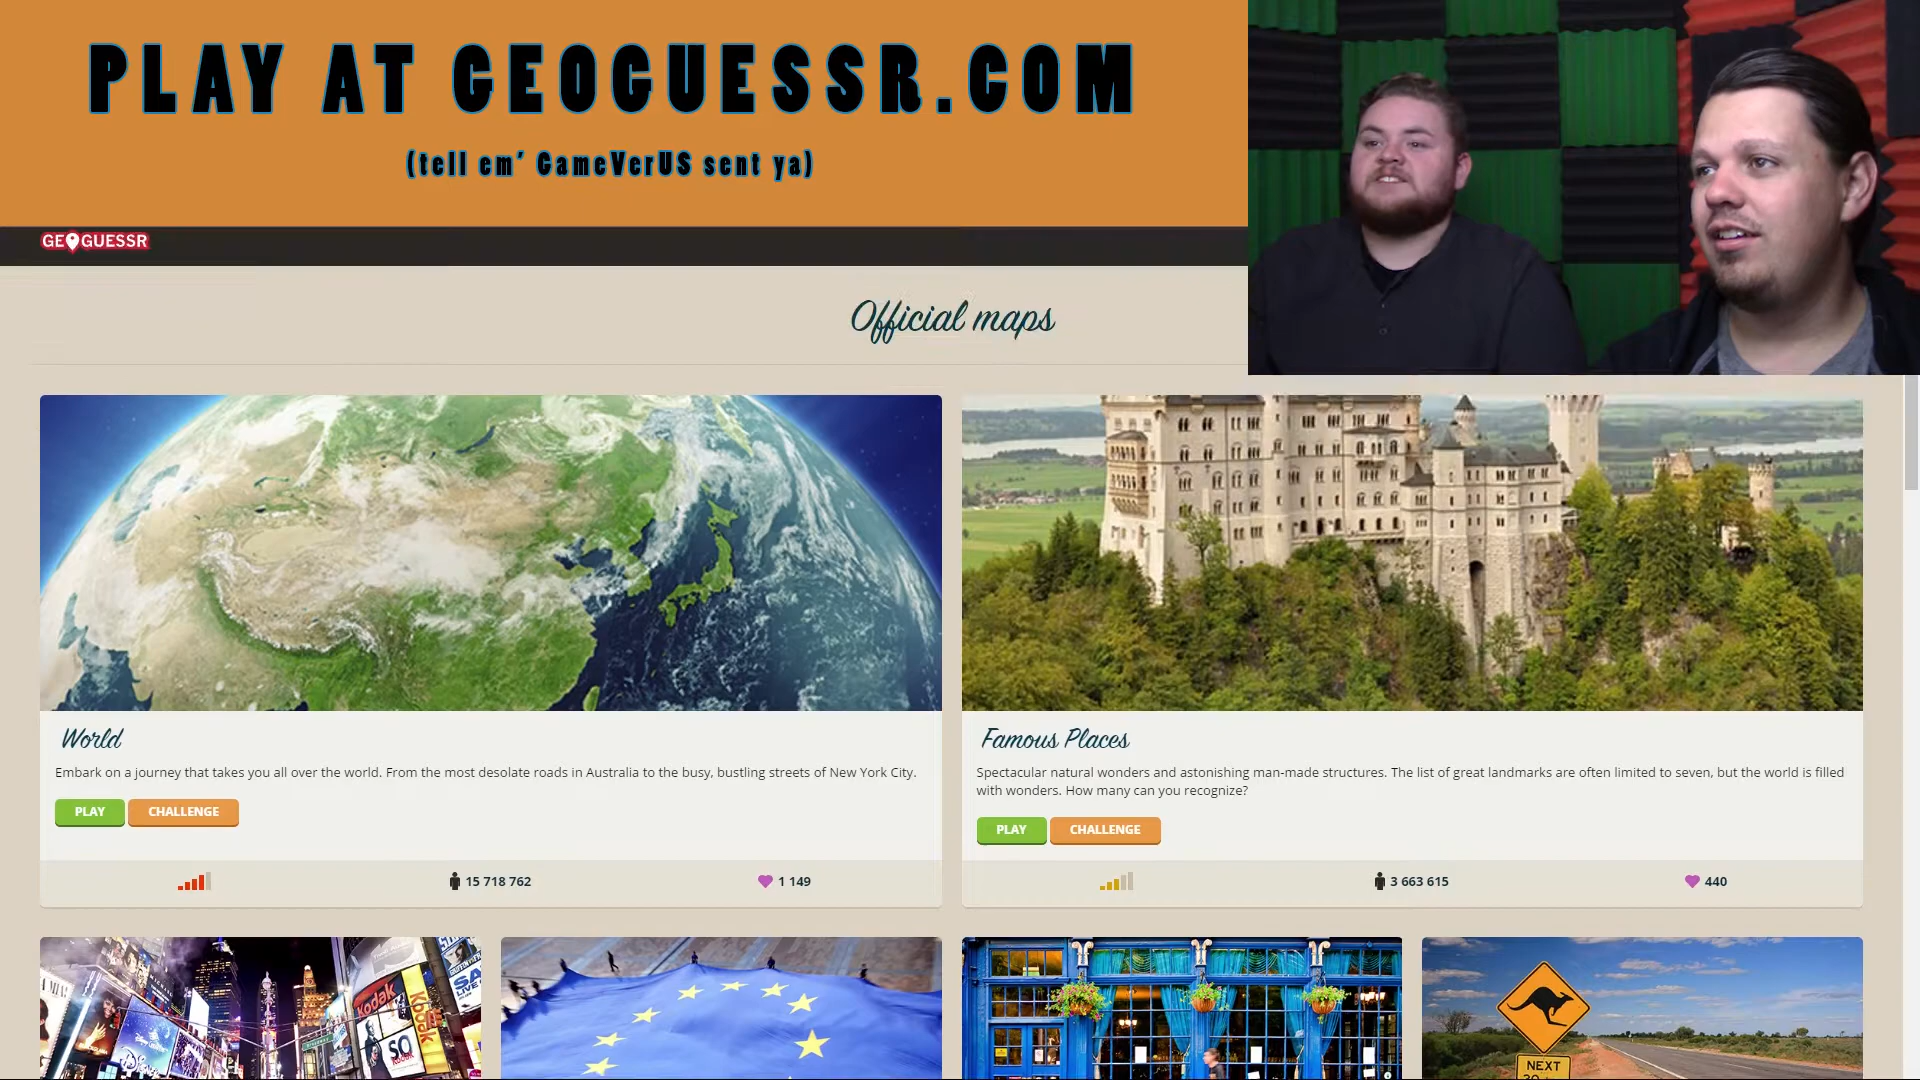 PLAY AT GEOGUESSR.COM
(tell em' GameVerUS sent ya)
GEOGUESSR
Official maps
World
Embark on a journey that takes you all over the world. From the most desolate roads in Australia to the busy, bustling streets of New York City.
PLAY CHALLENGE
15 718 762
1 149
Famous Places
Spectacular natural wonders and astonishing man-made structures. The list of great landmarks are often limited to seven, but the world is filled
with wonders. How many can you recognize?
PLAY CHALLENGE
3 663 615
440
Kodak
Kodak
SO
Disney
NEXT